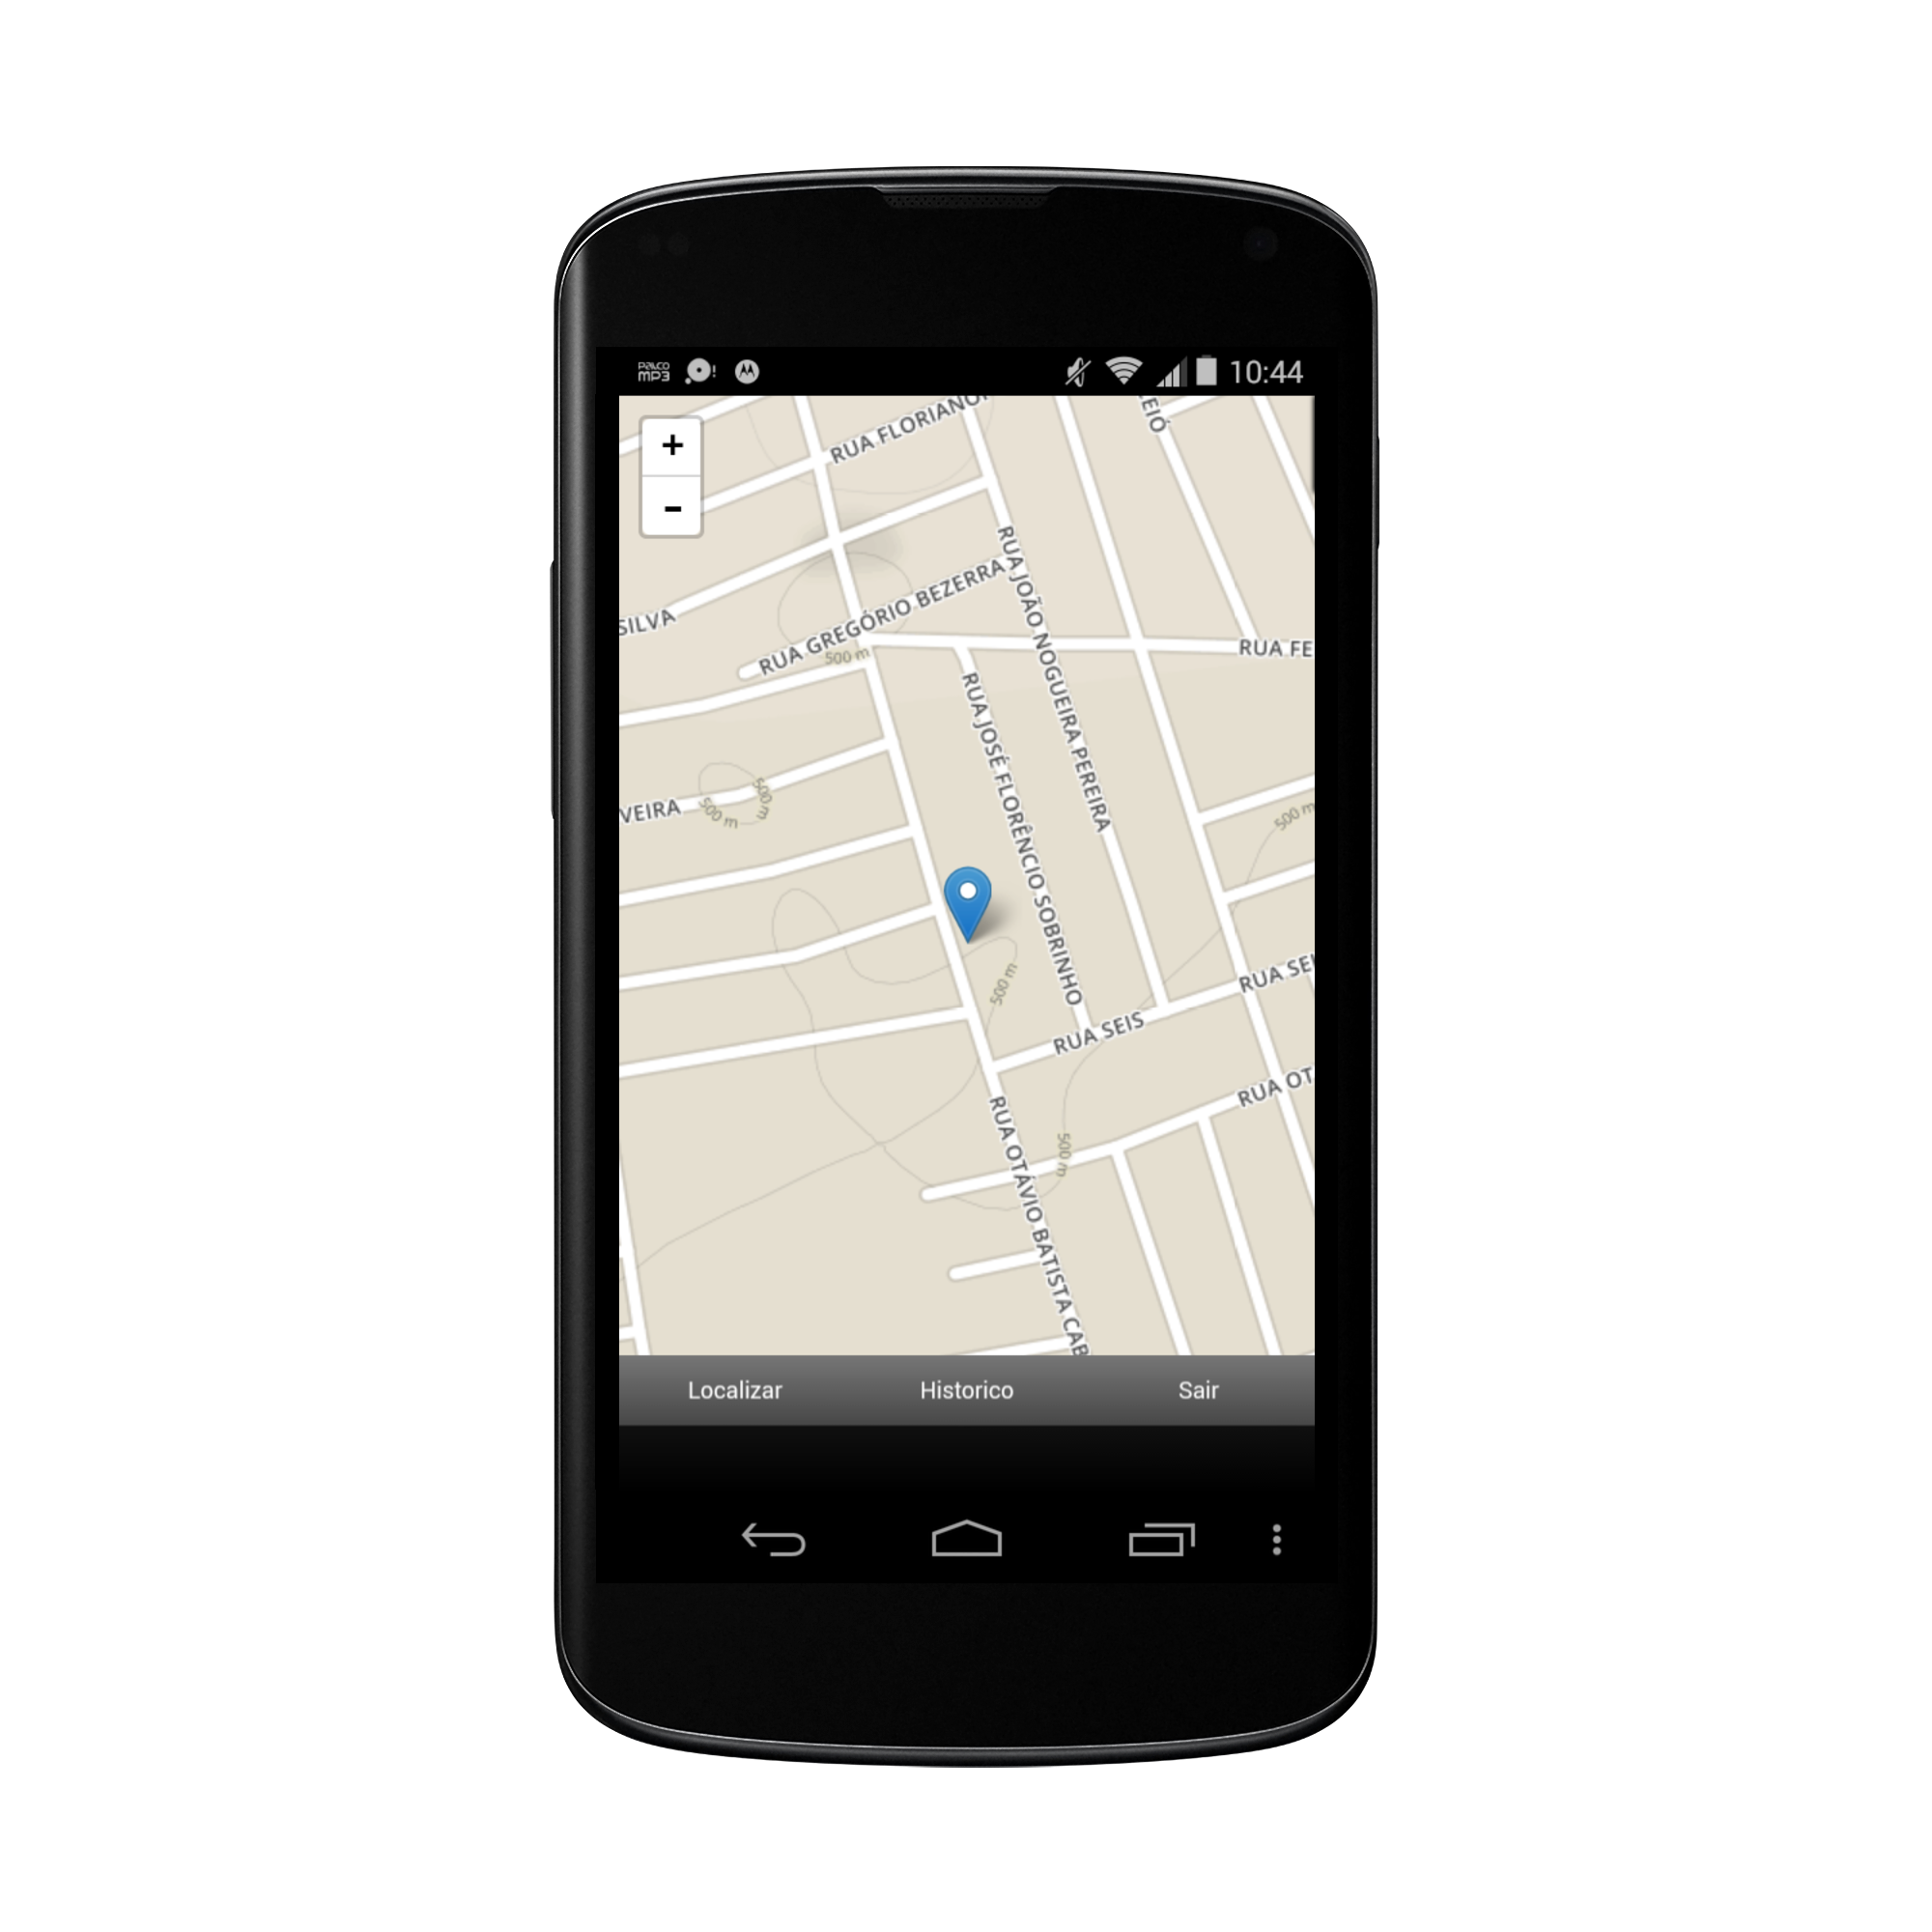 PALCO
MP3
10:44
+
-
RUA FLORIANO
EIÓ
RUA JOÃO NOGUEIRA PEREIRA
RUA GREGÓRIO BEZERRA
SILVA
RUA FE
500 m
RUA JOSÉ FLORÊNCIO SOBRINHO
VEIRA
500 m
500 m
500 m
500 m
RUA SEI
RUA SEIS
RUA OT
RUA OTÁVIO BATISTA CAB
500 m
Localizar
Historico
Sair